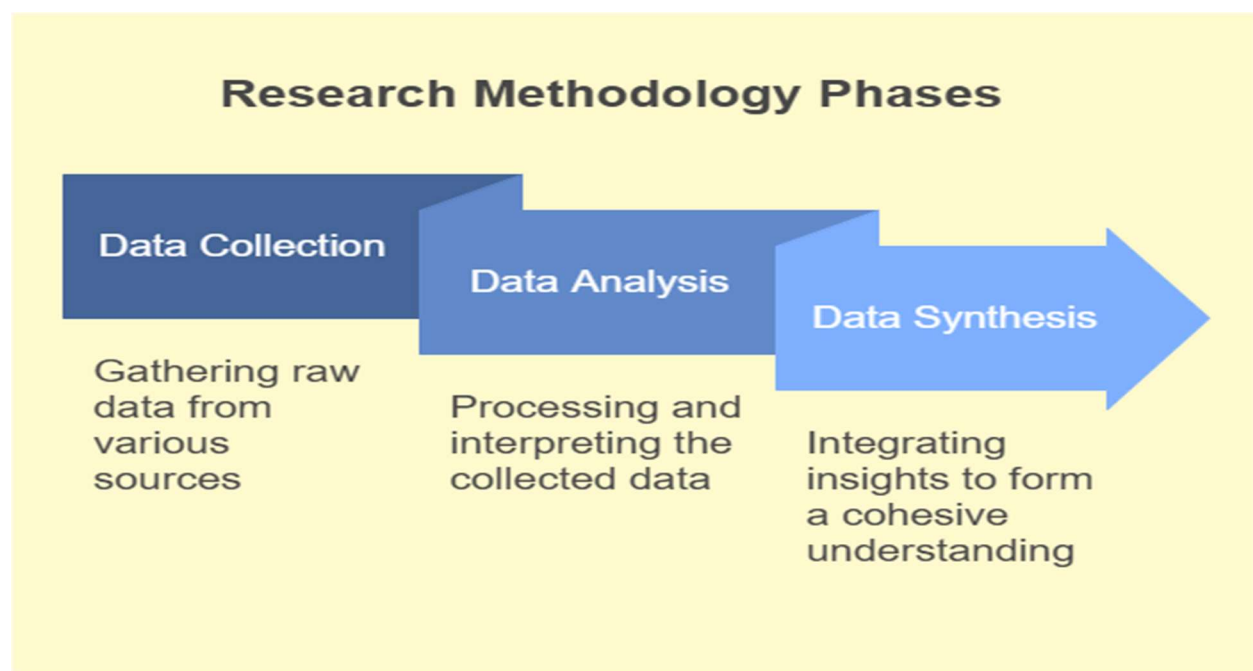 Research Methodology Phases
Data Collection
Gathering raw
data from
various
sources
Data Analysis
Processing and
interpreting the
collected data
Data Synthesis
Integrating
insights to form
a cohesive
understanding